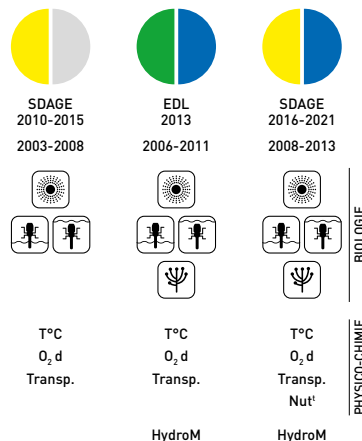 SDAGE
2010-2015
2003-2008
EDL
2013
2006-2011
SDAGE
2016-2021
2008-2013
BIOLOGIE
T°C
O₂ d
Transp.
T°C
O₂ d
Transp.
HydroM
T°C
O₂ d
Transp.
Nutᵗ
HydroM
PHYSICO-CHIMIE